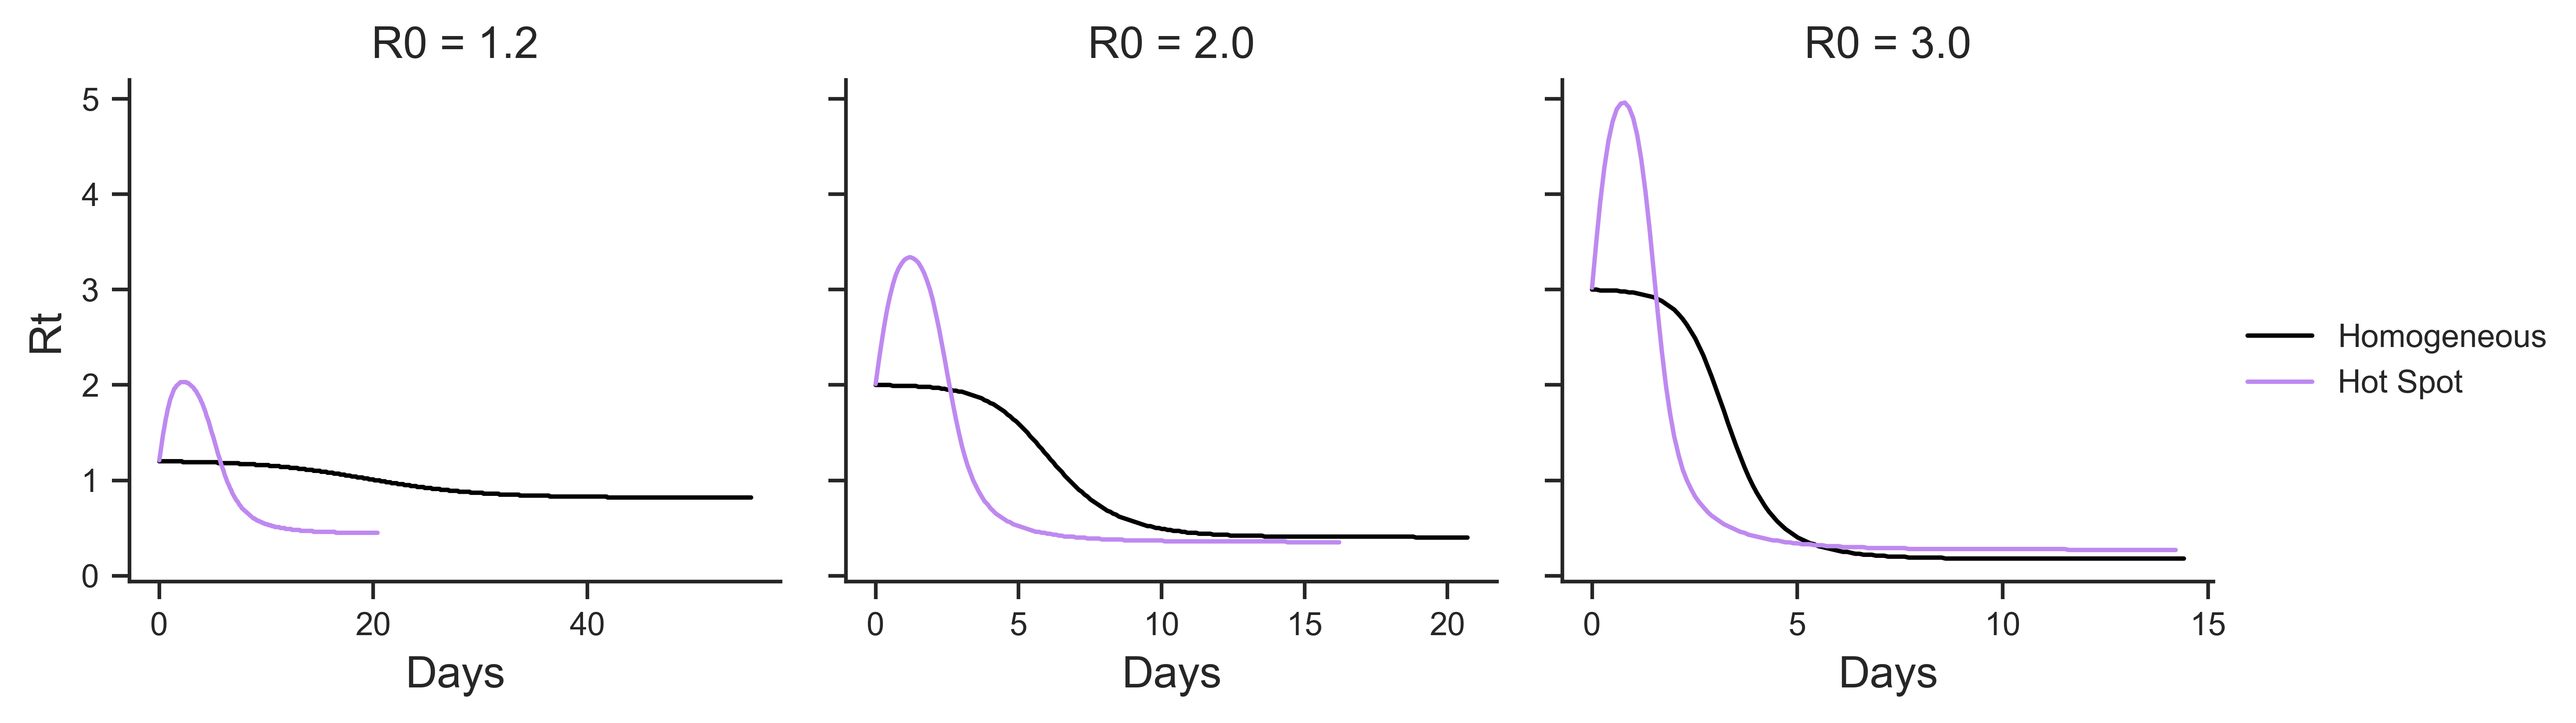 R0 = 1.2
R0 = 2.0
R0 = 3.0
Rt
5
4
3
2
1
0
0 20 40
0 5 10 15 20
0 5 10 15
Days
Days
Days
Homogeneous
Hot Spot